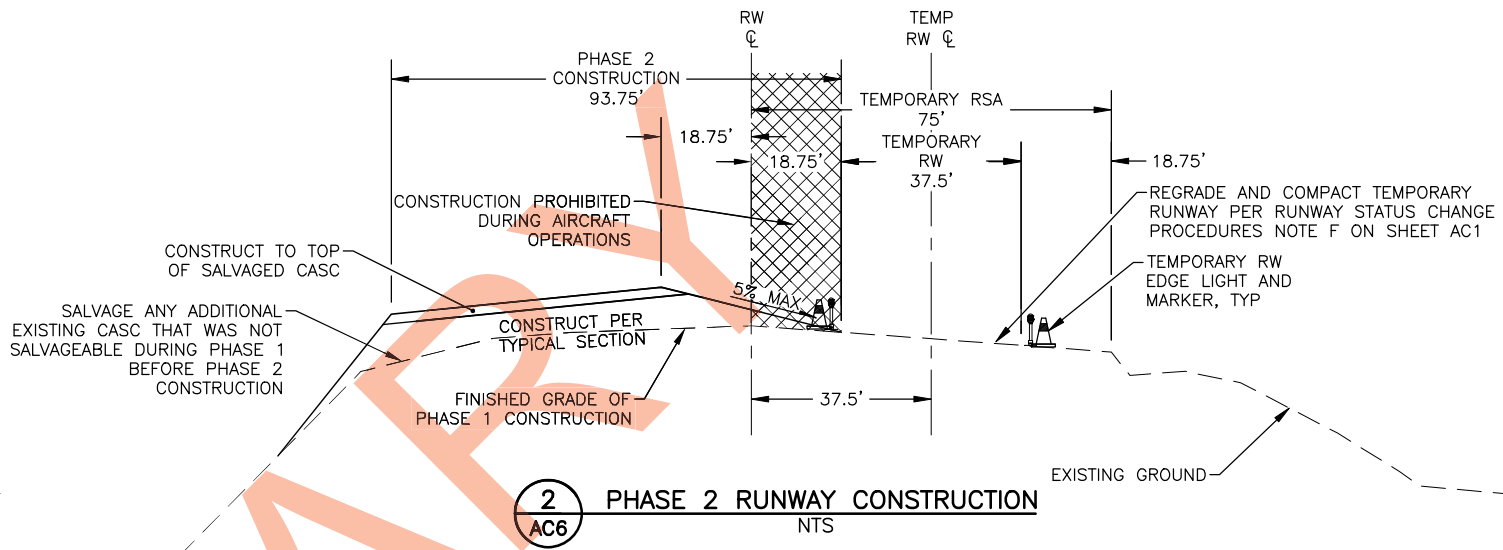 RW
℄
TEMP
RW ℄
PHASE 2
CONSTRUCTION
93.75'
TEMPORARY RSA
75'
18.75'
18.75'
TEMPORARY
RW
37.5'
18.75'
CONSTRUCTION PROHIBITED
DURING AIRCRAFT
OPERATIONS
REGRADE AND COMPACT TEMPORARY
RUNWAY PER RUNWAY STATUS CHANGE
PROCEDURES NOTE F ON SHEET AC1
CONSTRUCT TO TOP
OF SALVAGED CASC
TEMPORARY RW
EDGE LIGHT AND
MARKER, TYP
5% MAX
SALVAGE ANY ADDITIONAL
EXISTING CASC THAT WAS NOT
SALVAGEABLE DURING PHASE 1
BEFORE PHASE 2
CONSTRUCTION
CONSTRUCT PER
TYPICAL SECTION
FINISHED GRADE OF
PHASE 1 CONSTRUCTION
37.5'
EXISTING GROUND
2
AC6
PHASE 2 RUNWAY CONSTRUCTION
NTS
ARY